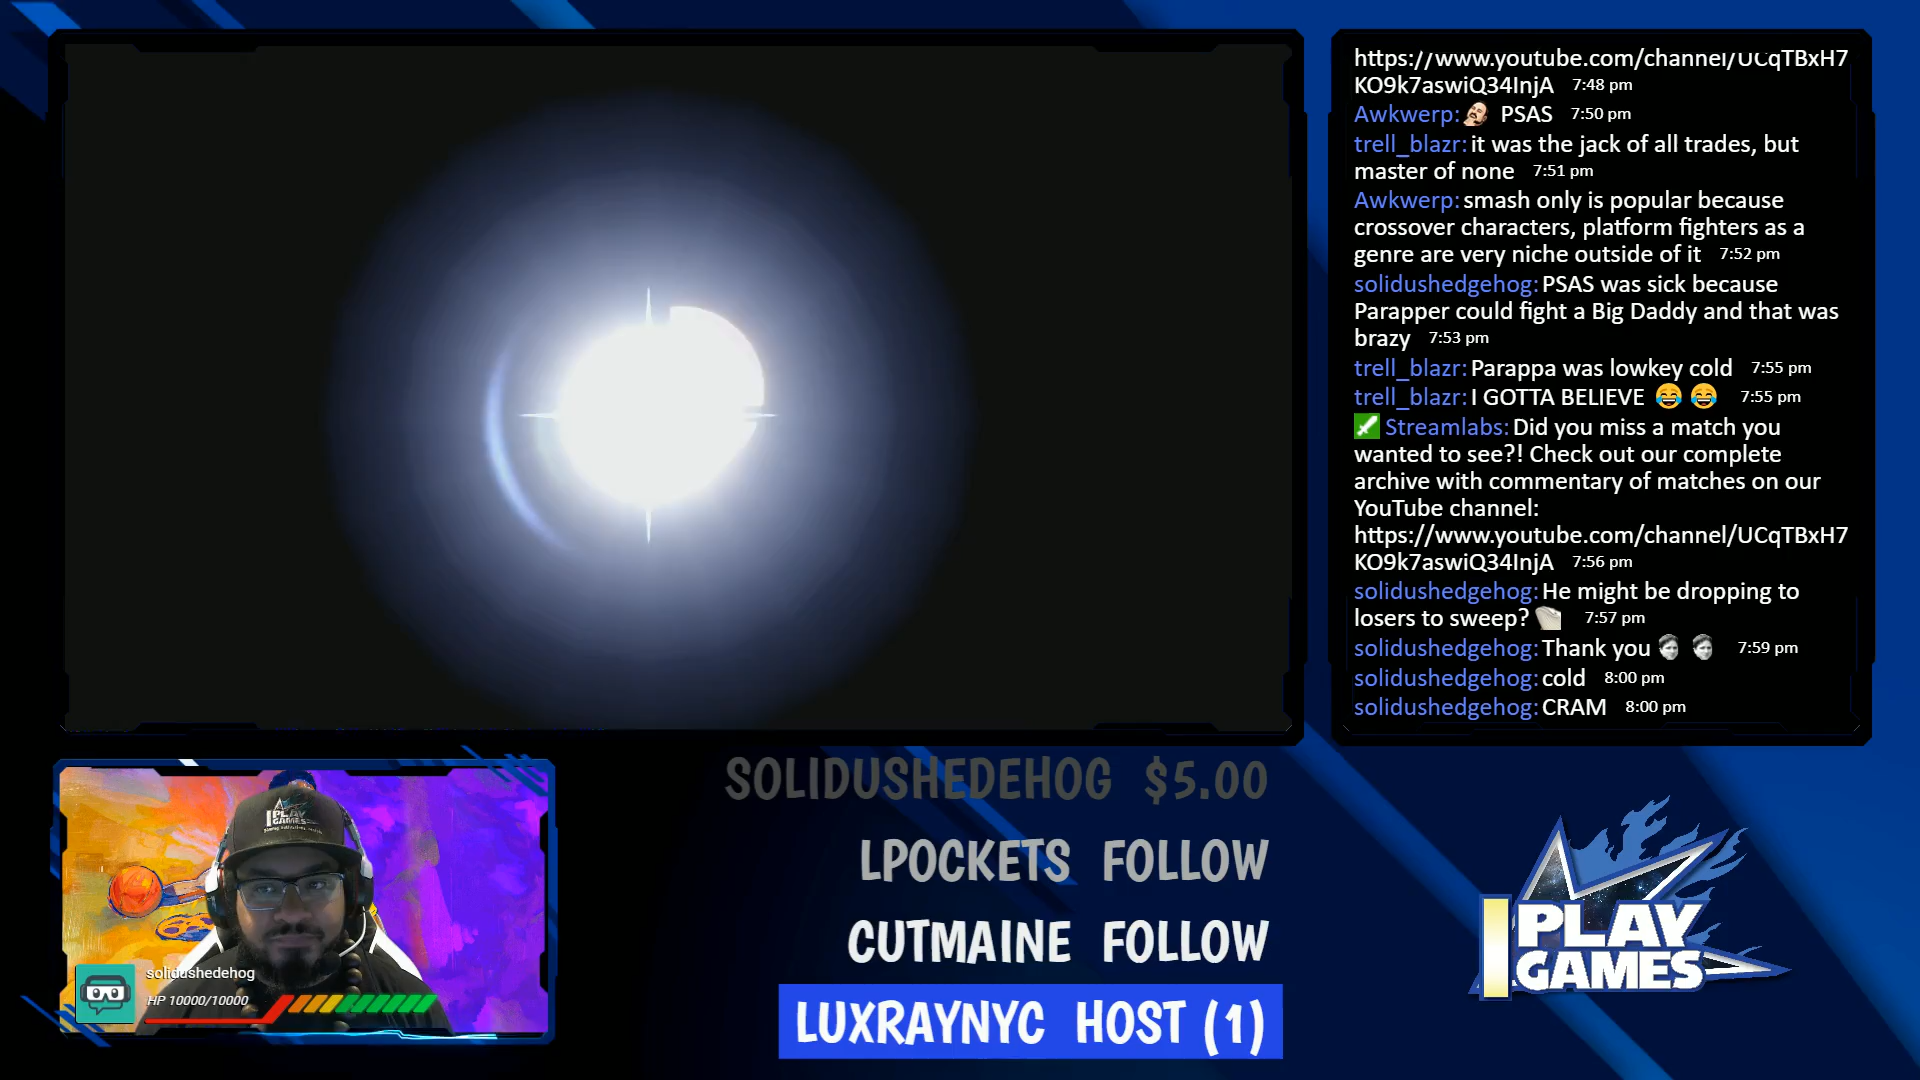 https://www.youtube.com/channel/UCqTBxH7
KO9k7aswiQ34InjA 7:48 pm
Awkwerp: PSAS 7:50 pm
trell_blazr: it was the jack of all trades, but
master of none 7:51 pm
Awkwerp: smash only is popular because
crossover characters, platform fighters as a
genre are very niche outside of it 7:52 pm
solidushedgehog: PSAS was sick because
Parapper could fight a Big Daddy and that was
brazy 7:53 pm
trell_blazr: Parappa was lowkey cold 7:55 pm
trell_blazr: I GOTTA BELIEVE 😂 😂 7:55 pm
Streamlabs: Did you miss a match you
wanted to see?! Check out our complete
archive with commentary of matches on our
YouTube channel:
https://www.youtube.com/channel/UCqTBxH7
KO9k7aswiQ34InjA 7:56 pm
solidushedgehog: He might be dropping to
losers to sweep? 7:57 pm
solidushedgehog: Thank you 7:59 pm
solidushedgehog: cold 8:00 pm
solidushedgehog: CRAM 8:00 pm
SOLIDUSHEDEHOG $5.00
LPOCKETS FOLLOW
CUTMAINE FOLLOW
LUXRAYNYC HOST (1)
I PLAY
GAMES
solidushedehog
HP 10000/10000
I PLAY
GAMES